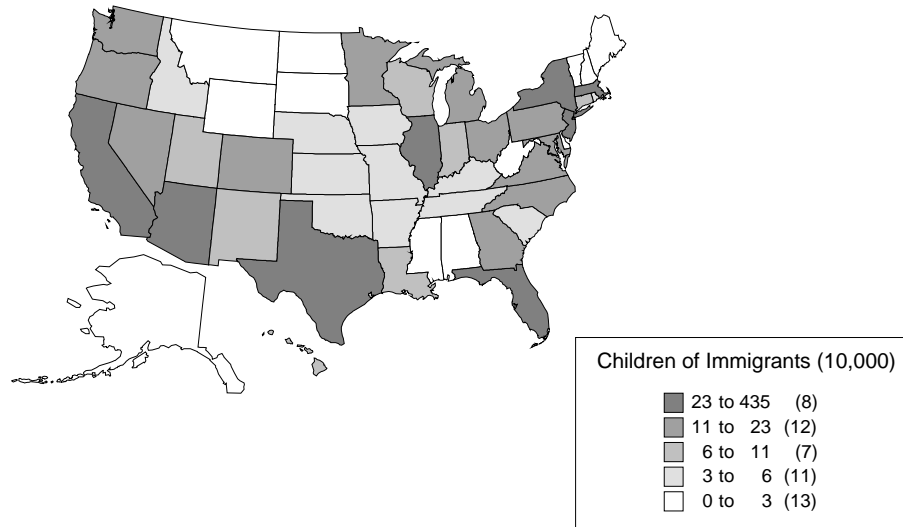 Children of Immigrants (10,000)
23 to 435 (8)
11 to 23 (12)
6 to 11 (7)
3 to 6 (11)
0 to 3 (13)